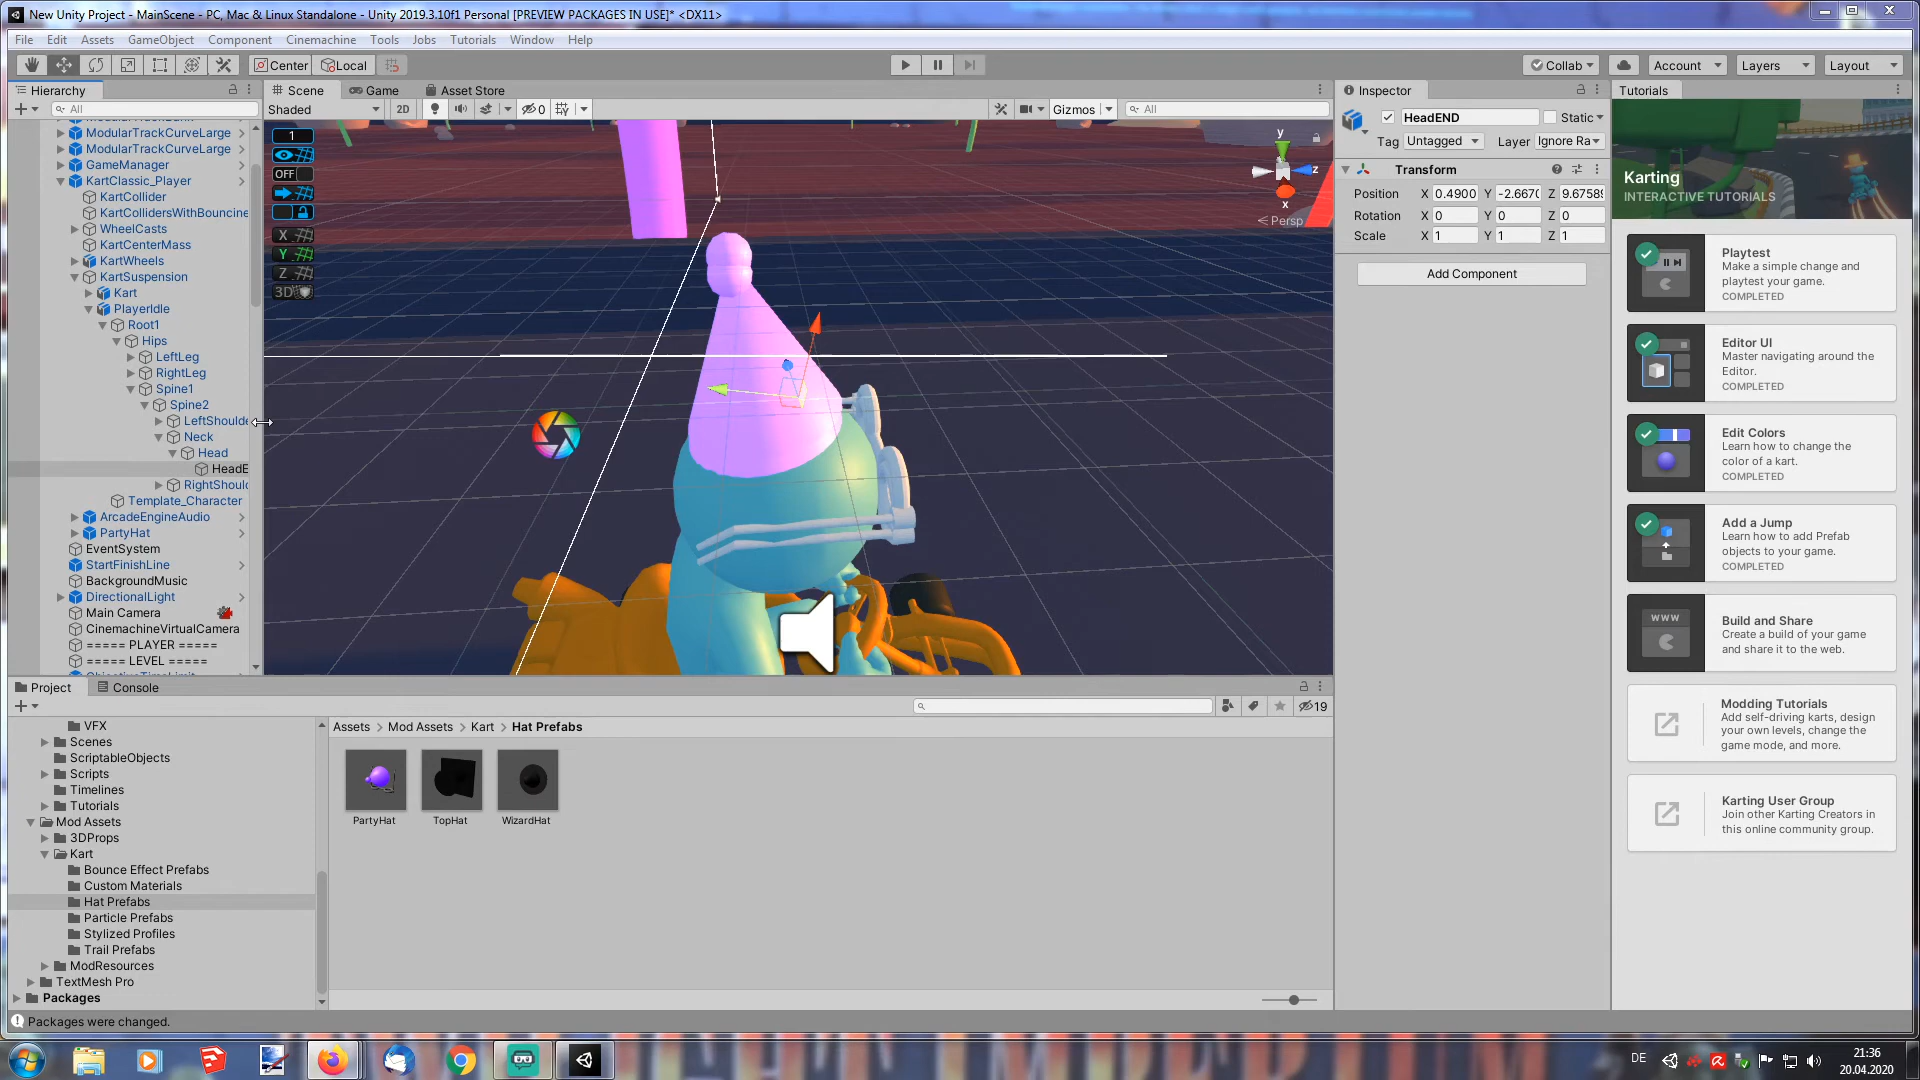 New Unity Project - MainScene - PC, Mac & Linux Standalone - Unity 2019.3.10f1 Personal [PREVIEW PACKAGES IN USE]* <DX11>
File Edit Assets GameObject Component Cinemachine Tools Jobs Tutorials Window Help
Center Local Collab Account Layers Layout
Hierarchy
All
ModularTrackCurveLarge
ModularTrackCurveLarge
GameManager
KartClassic_Player
KartCollider
KartCollidersWithBouncine
WheelCasts
KartCenterMass
KartWheels
KartSuspension
Kart
PlayerIdle
Root1
Hips
LeftLeg
RightLeg
Spine1
Spine2
LeftShoulde
Neck
Head
HeadE
RightShoulc
Template_Character
ArcadeEngineAudio
PartyHat
EventSystem
StartFinishLine
BackgroundMusic
DirectionalLight
Main Camera
CinemachineVirtualCamera
===== PLAYER =====
===== LEVEL =====
Scene Game Asset Store
Shaded 2D 0 Gizmos All
1
OFF
X
Y
Z
3D
y
z
x
Persp
Inspector
HeadEND Static
Tag Untagged Layer Ignore Ra
Transform
Position X 0.4900 Y -2.6670 Z 9.67589
Rotation X 0 Y 0 Z 0
Scale X 1 Y 1 Z 1
Add Component
Tutorials
Karting
INTERACTIVE TUTORIALS
Playtest
Make a simple change and
playtest your game.
COMPLETED
Editor UI
Master navigating around the
Editor.
COMPLETED
Edit Colors
Learn how to change the
color of a kart.
COMPLETED
Add a Jump
Learn how to add Prefab
objects to your game.
COMPLETED
WWW
Build and Share
Create a build of your game
and share it to the web.
Modding Tutorials
Add self-driving karts, design
your own levels, change the
game mode, and more.
Karting User Group
Join other Karting Creators in
this online community group.
Project Console
19
VFX
Scenes
ScriptableObjects
Scripts
Timelines
Tutorials
Mod Assets
3DProps
Kart
Bounce Effect Prefabs
Custom Materials
Hat Prefabs
Particle Prefabs
Stylized Profiles
Trail Prefabs
ModResources
TextMesh Pro
Packages
Assets > Mod Assets > Kart > Hat Prefabs
PartyHat TopHat WizardHat
Packages were changed.
DE
21:36
20.04.2020